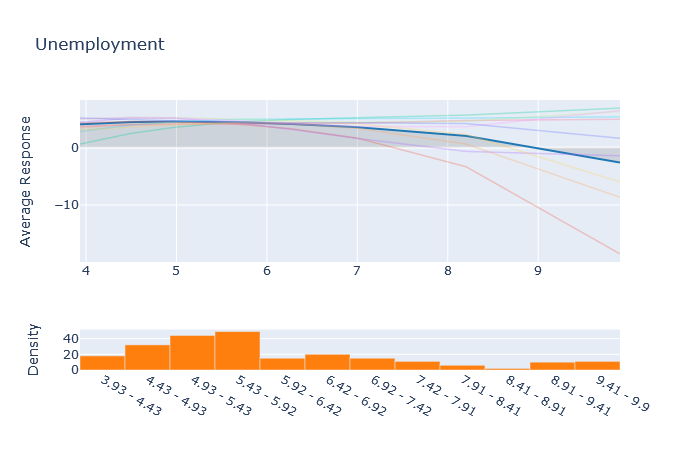 Unemployment
Average Response
0
−10
4
5
6
7
8
9
Density
40
20
0
3.93 - 4.43
4.43 - 4.93
4.93 - 5.43
5.43 - 5.92
5.92 - 6.42
6.42 - 6.92
6.92 - 7.42
7.42 - 7.91
7.91 - 8.41
8.41 - 8.91
8.91 - 9.41
9.41 - 9.9